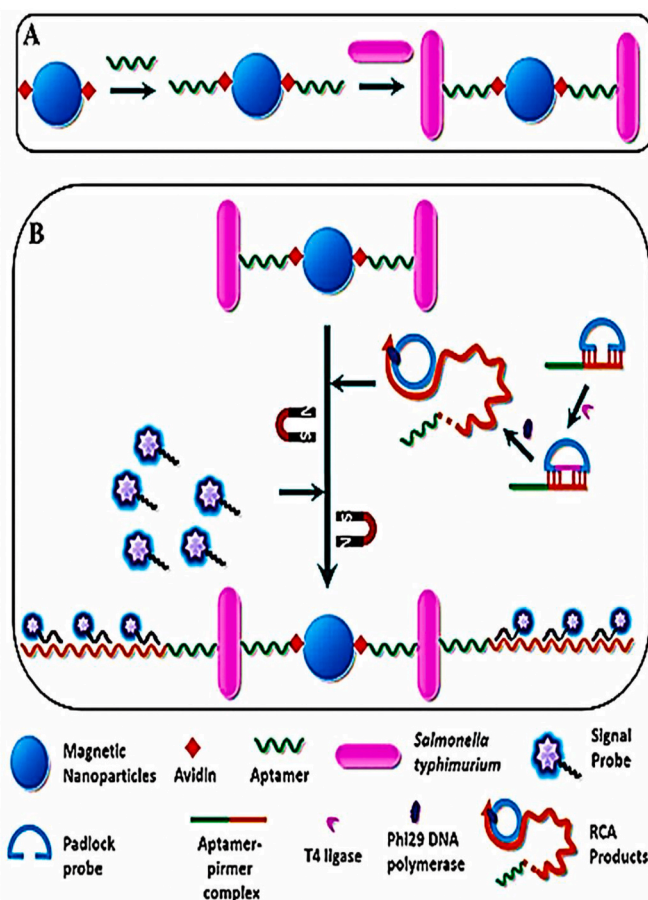 A
B
N
S
S
N
Magnetic
Nanoparticles
Avidin
Aptamer
Salmonella
typhimurium
Signal
Probe
Padlock
probe
Aptamer-
pirmer
complex
T4 ligase
Phl29 DNA
polymerase
RCA
Products